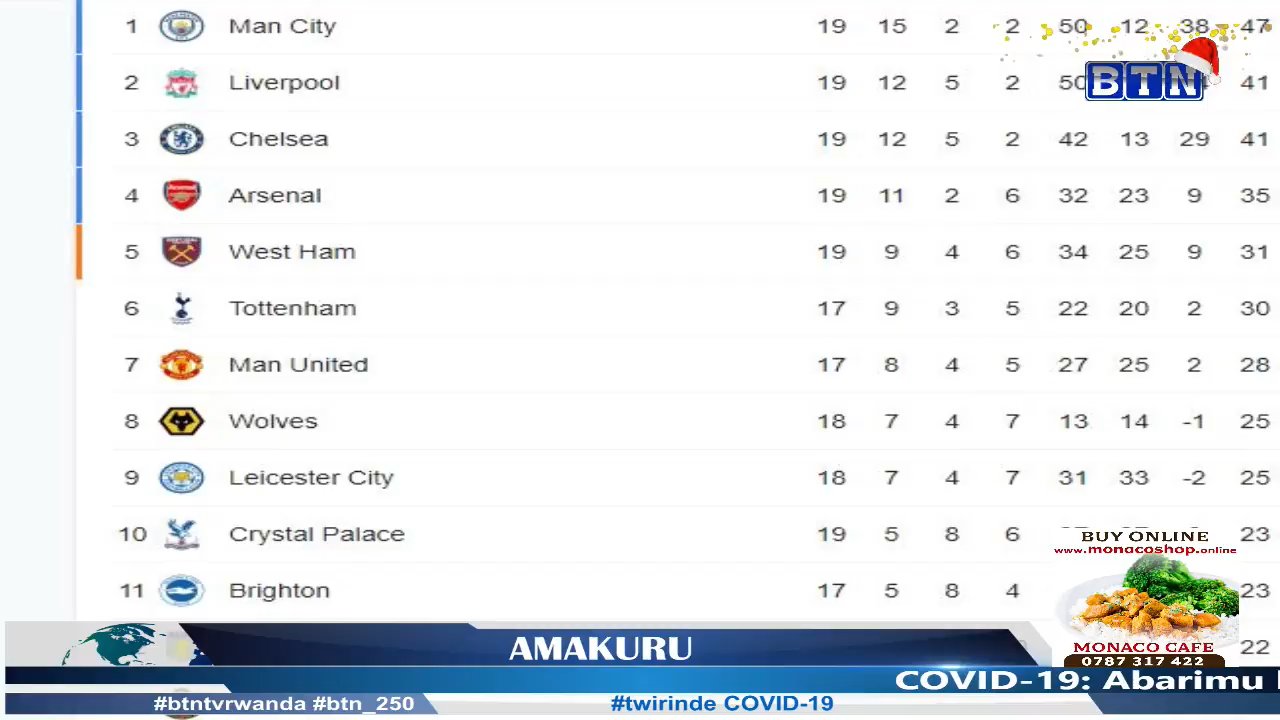 1 Man City 19 15 2 2 50 12 38 47
BTN
2 Liverpool 19 12 5 2 50 41
3 Chelsea 19 12 5 2 42 13 29 41
4 Arsenal 19 11 2 6 32 23 9 35
5 West Ham 19 9 4 6 34 25 9 31
6 Tottenham 17 9 3 5 22 20 2 30
7 Man United 17 8 4 5 27 25 2 28
8 Wolves 18 7 4 7 13 14 -1 25
9 Leicester City 18 7 4 7 31 33 -2 25
10 Crystal Palace 19 5 8 6 23
BUY ONLINE
www.monacoshop.online
11 Brighton 17 5 8 4 23
22
MONACO CAFE
0787 317 422
AMAKURU
COVID-19: Abarimu
#btntvrwanda #btn_250 #twirinde COVID-19